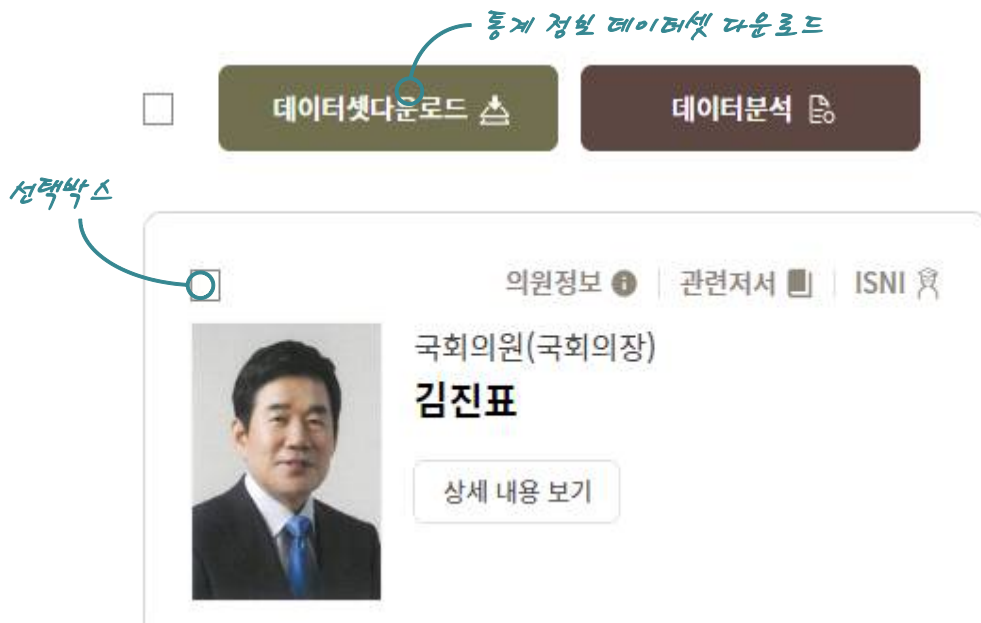 통계 정보 데이터셋 다운로드
데이터셋다운로드 데이터분석
선택박스
의원정보 관련저서 ISNI
국회의원(국회의장)
김진표
상세 내용 보기